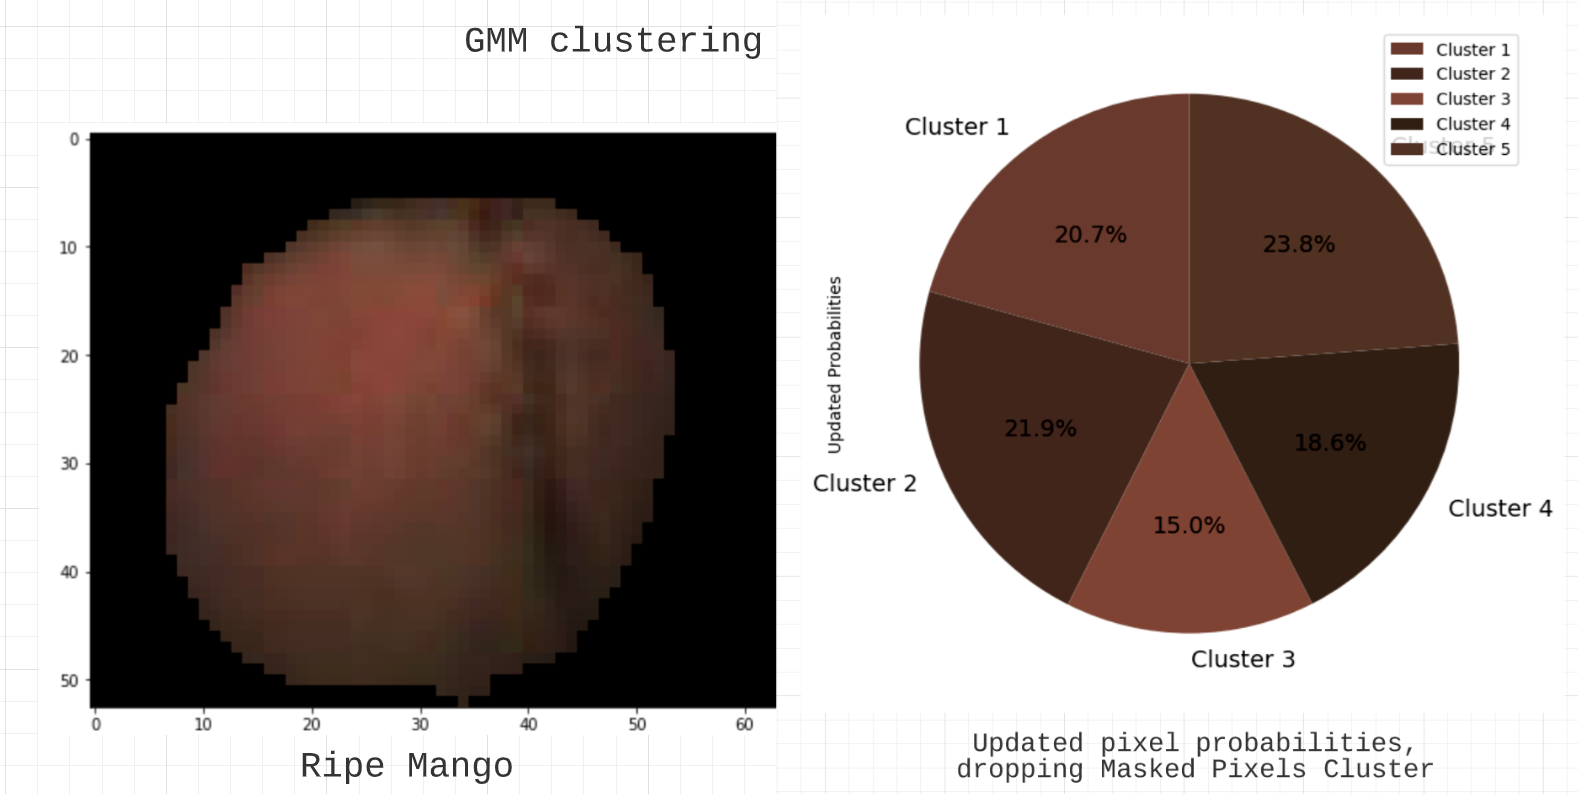 GMM clustering
0
10
20
30
40
50
0 10 20 30 40 50 60
Ripe Mango
Cluster 1
Cluster 2
Cluster 3
Cluster 4
Cluster 5
Cluster 5
Cluster 1
20.7%
23.8%
Updated Probabilities
21.9%
18.6%
Cluster 2
Cluster 4
15.0%
Cluster 3
Updated pixel probabilities,
dropping Masked Pixels Cluster